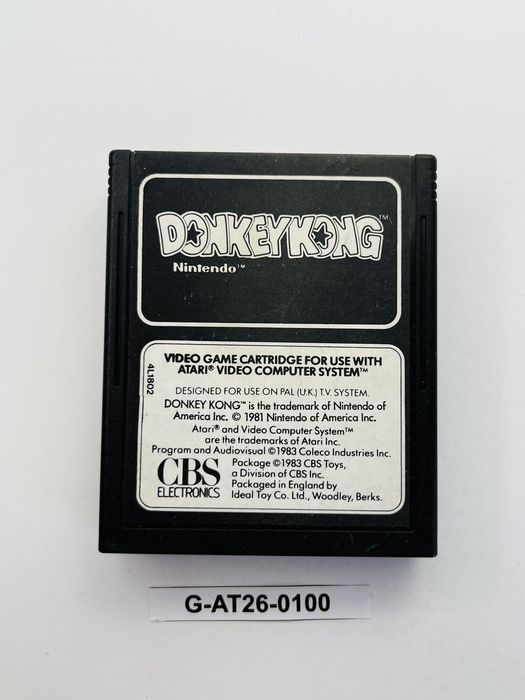 DONKEY KONG™
Nintendo™
4L1802
VIDEO GAME CARTRIDGE FOR USE WITH
ATARI® VIDEO COMPUTER SYSTEM™
DESIGNED FOR USE ON PAL (U.K.) T.V. SYSTEM.
DONKEY KONG™ is the trademark of Nintendo of
America Inc. © 1981 Nintendo of America Inc.
Atari® and Video Computer System™
are the trademarks of Atari Inc.
Program and Audiovisual ©1983 Coleco Industries Inc.
CBS
ELECTRONICS
Package ©1983 CBS Toys,
a Division of CBS Inc.
Packaged in England by
Ideal Toy Co. Ltd., Woodley, Berks.
G-AT26-0100